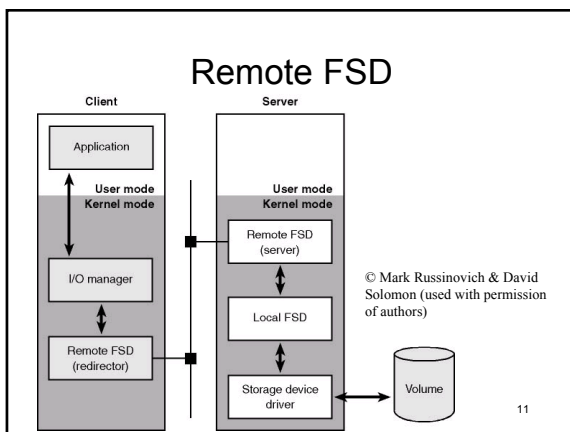 Remote FSD
Client
Application
User mode
Kernel mode
I/O manager
Remote FSD
(redirector)
Server
User mode
Kernel mode
Remote FSD
(server)
Local FSD
Storage device
driver
Volume
© Mark Russinovich & David
Solomon (used with permission
of authors)
11